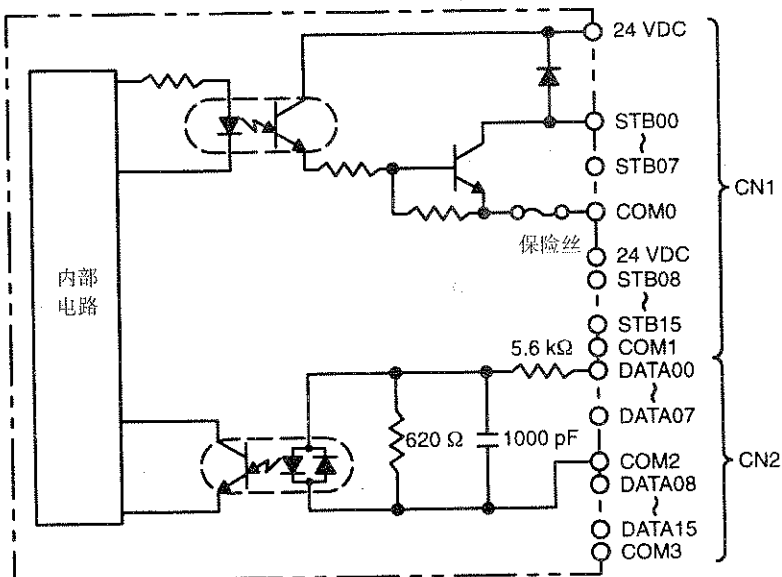 24 VDC
STB00
STB07
CN1
COM0
保险丝
24 VDC
STB08
内部
电路
STB15
COM1
5.6 kΩ
DATA00
DATA07
620 Ω
1000 pF
COM2
CN2
DATA08
DATA15
COM3